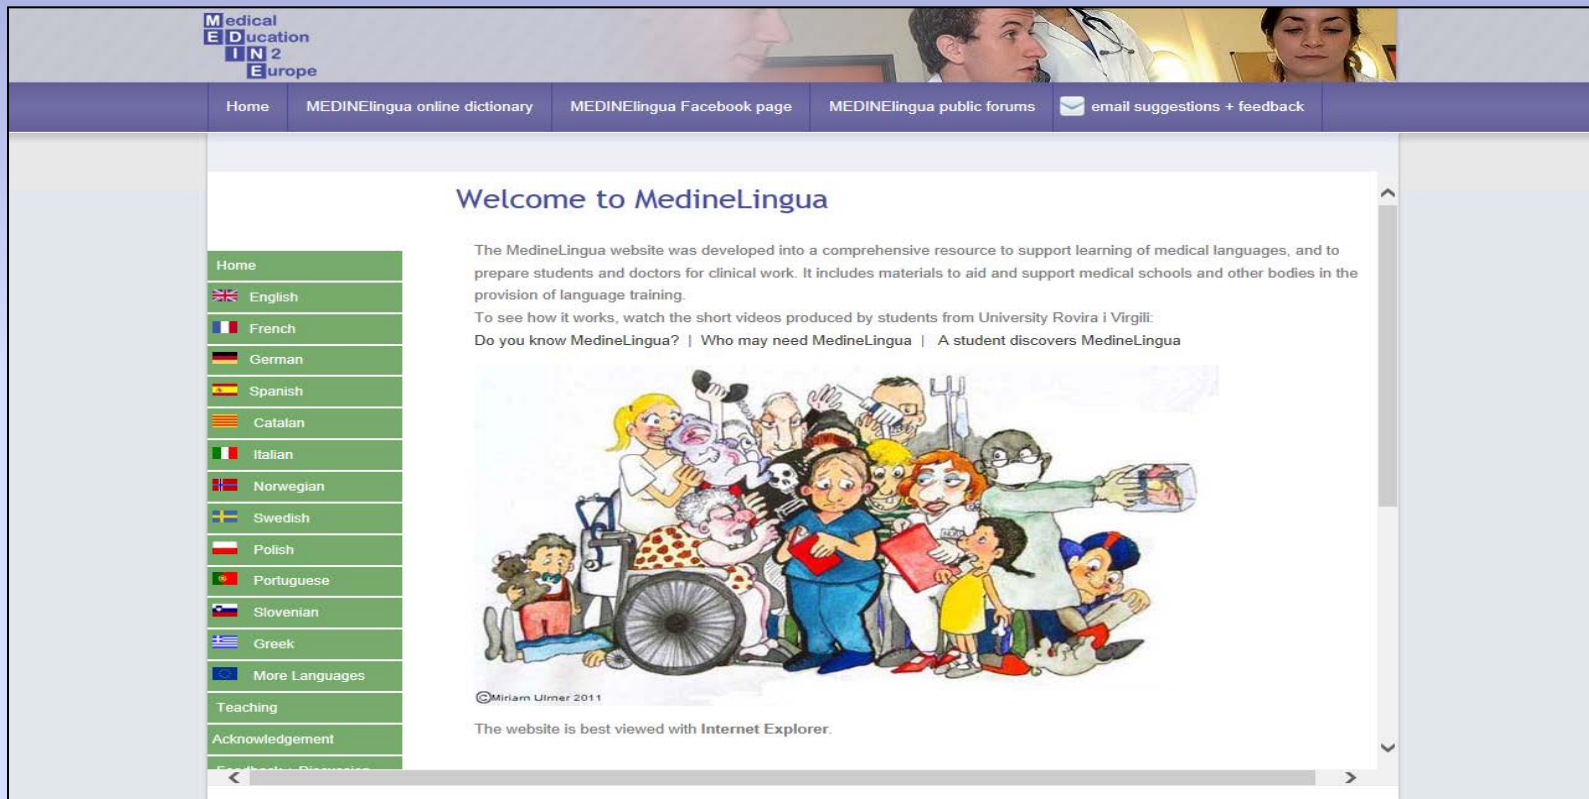 Medical
EDucation
IN 2
Europe
Home
MEDINElingua online dictionary
MEDINElingua Facebook page
MEDINElingua public forums
email suggestions + feedback
Welcome to MedineLingua
The MedineLingua website was developed into a comprehensive resource to support learning of medical languages, and to
prepare students and doctors for clinical work. It includes materials to aid and support medical schools and other bodies in the
provision of language training.
To see how it works, watch the short videos produced by students from University Rovira i Virgili:
Do you know MedineLingua? | Who may need MedineLingua | A student discovers MedineLingua
Home
English
French
German
Spanish
Catalan
Italian
Norwegian
Swedish
Polish
Portuguese
Slovenian
Greek
More Languages
Teaching
Acknowledgement
©Miriam Ulrner 2011
The website is best viewed with Internet Explorer.